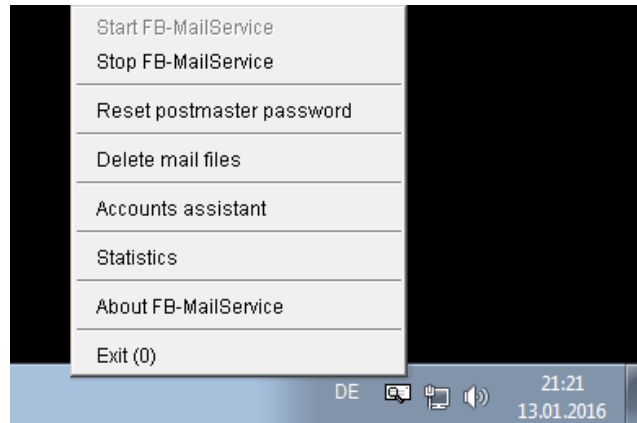 Start FB-MailService
Stop FB-MailService
Reset postmaster password
Delete mail files
Accounts assistant
Statistics
About FB-MailService
Exit (0)
DE
21:21
13.01.2016